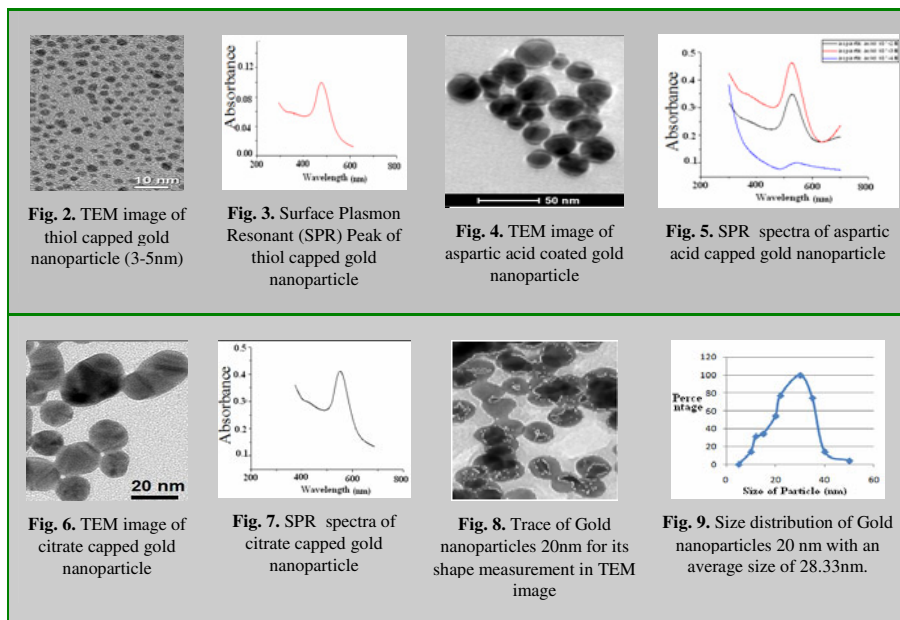 10 nm
0.12
0.08
0.04
0.00
Absorbance
200 400 600 800
Wavelength (nm)
50 nm
0.5
0.4
0.3
0.2
0.1
Absorbance
200 400 600 800
Wavelength (nm)
Fig. 2. TEM image of
thiol capped gold
nanoparticle (3-5nm)
Fig. 3. Surface Plasmon
Resonant (SPR) Peak of
thiol capped gold
nanoparticle
Fig. 4. TEM image of
aspartic acid coated gold
nanoparticle
Fig. 5. SPR spectra of aspartic
acid capped gold nanoparticle
20 nm
0.5
0.4
0.3
0.2
0.1
Absorbance
200 400 600 800
Wavelength (nm)
120
100
80
60
40
20
0
Perce
ntage
0 20 40 60
Size of Particle (nm)
Fig. 6. TEM image of
citrate capped gold
nanoparticle
Fig. 7. SPR spectra of
citrate capped gold
nanoparticle
Fig. 8. Trace of Gold
nanoparticles 20nm for its
shape measurement in TEM
image
Fig. 9. Size distribution of Gold
nanoparticles 20 nm with an
average size of 28.33nm.